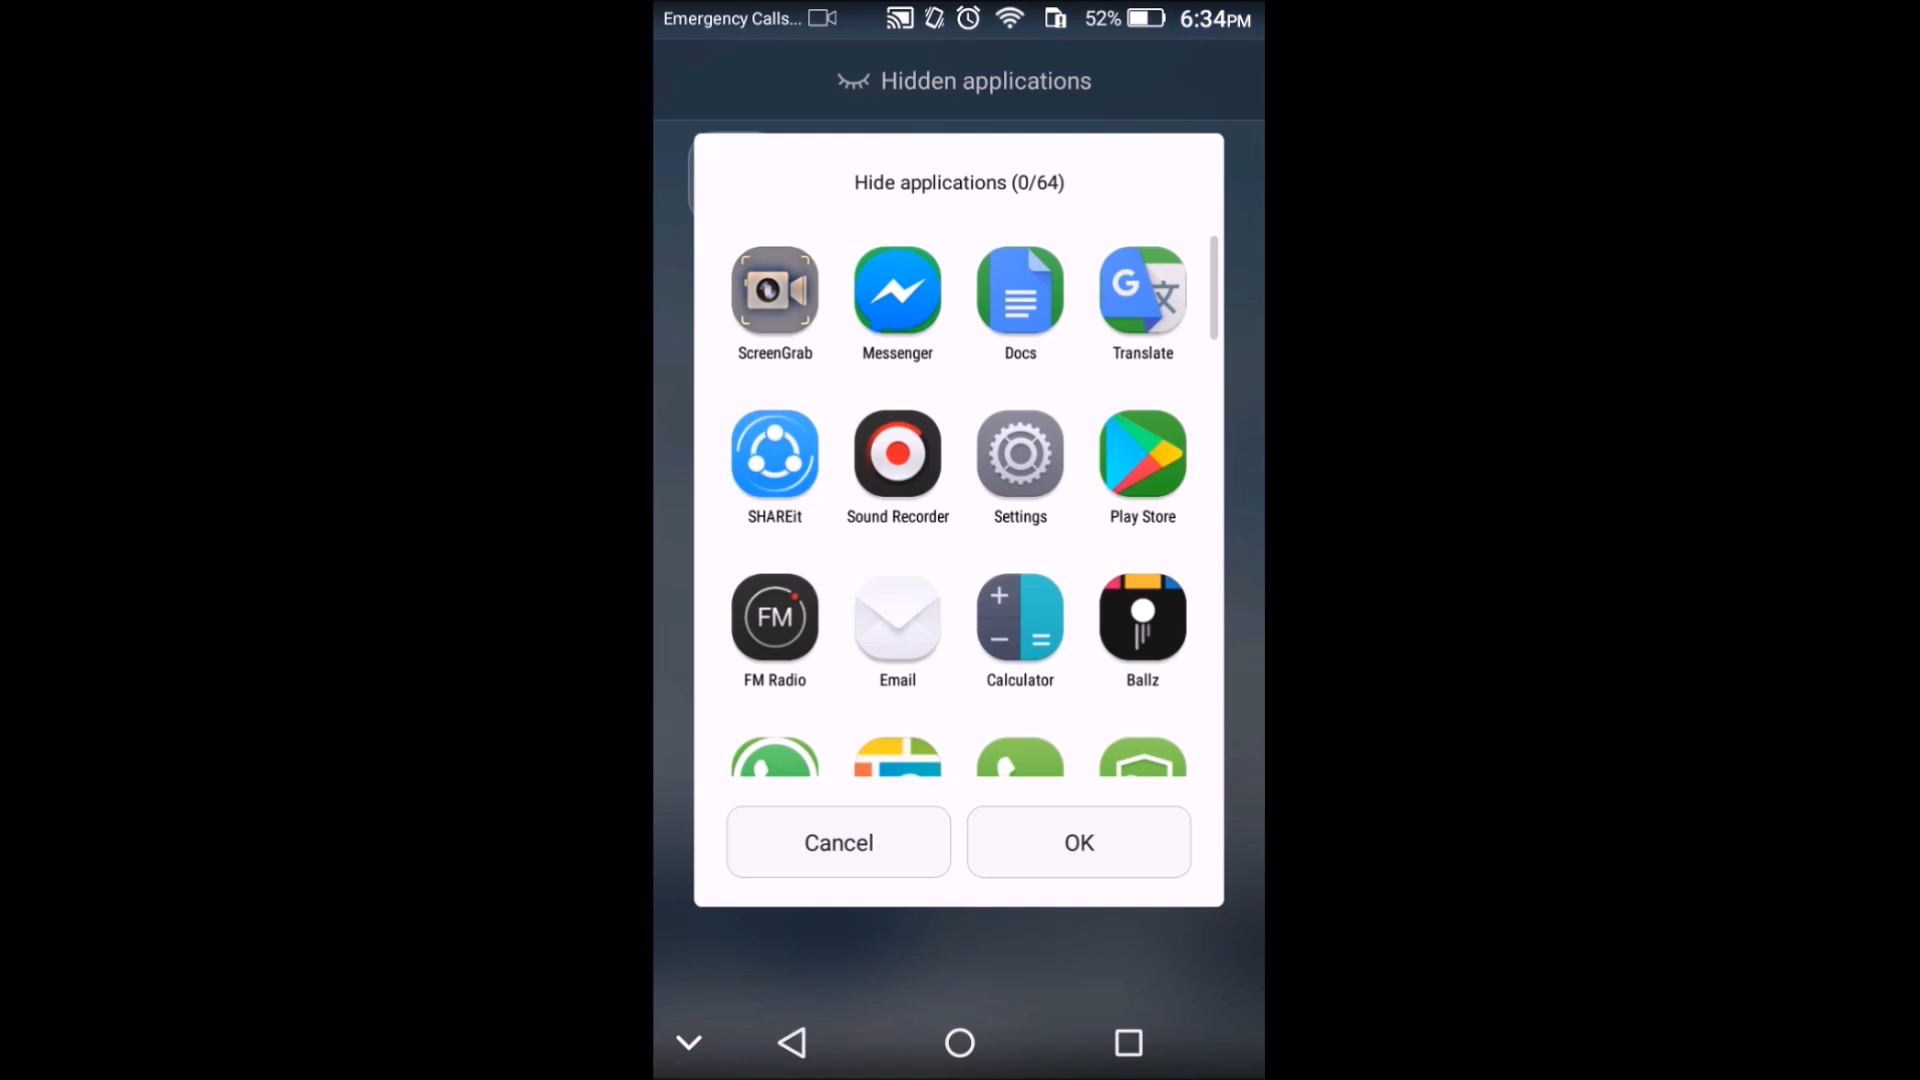 Emergency Calls... 52% 6:34PM
Hidden applications
Hide applications (0/64)
ScreenGrab Messenger Docs Translate
SHAREit Sound Recorder Settings Play Store
FM
FM Radio Email Calculator Ballz
Cancel OK